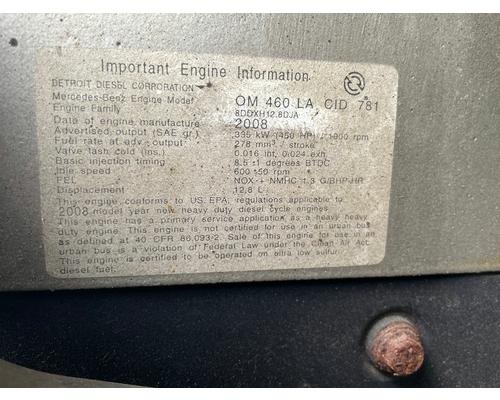 Important Engine Information
DETROIT DIESEL CORPORATION
Mercedes-Benz Engine Model OM 460 LA CID 781
Engine Family 8DDXH12.8DJA
Date of engine manufacture 2008
Advertised output (SAE gr.) 335 kW (450 HP) / 1900 rpm
Fuel rate at adv. output 278 mm³ / stroke
Valve lash cold (ins.) 0.016 int, 0.024 exh
Basic injection timing 8.5 ±1 degrees BTDC
Idle speed 600 ±50 rpm
FEL NOX + NMHC 1.3 G/BHP-HR
Displacement 12.8 L
This engine conforms to US. EPA. regulations applicable to
2008 model year new heavy duty diesel cycle engines.
This engine has a primary service application as a heavy heavy
duty engine. This engine is not certified for use in an urban bus
as defined at 40 CFR 86.093-2. Sale of this engine for use in an
urban bus is a violation of Federal Law under the Clean Air Act.
This engine is certified to be operated on ultra low sulfur
diesel fuel.